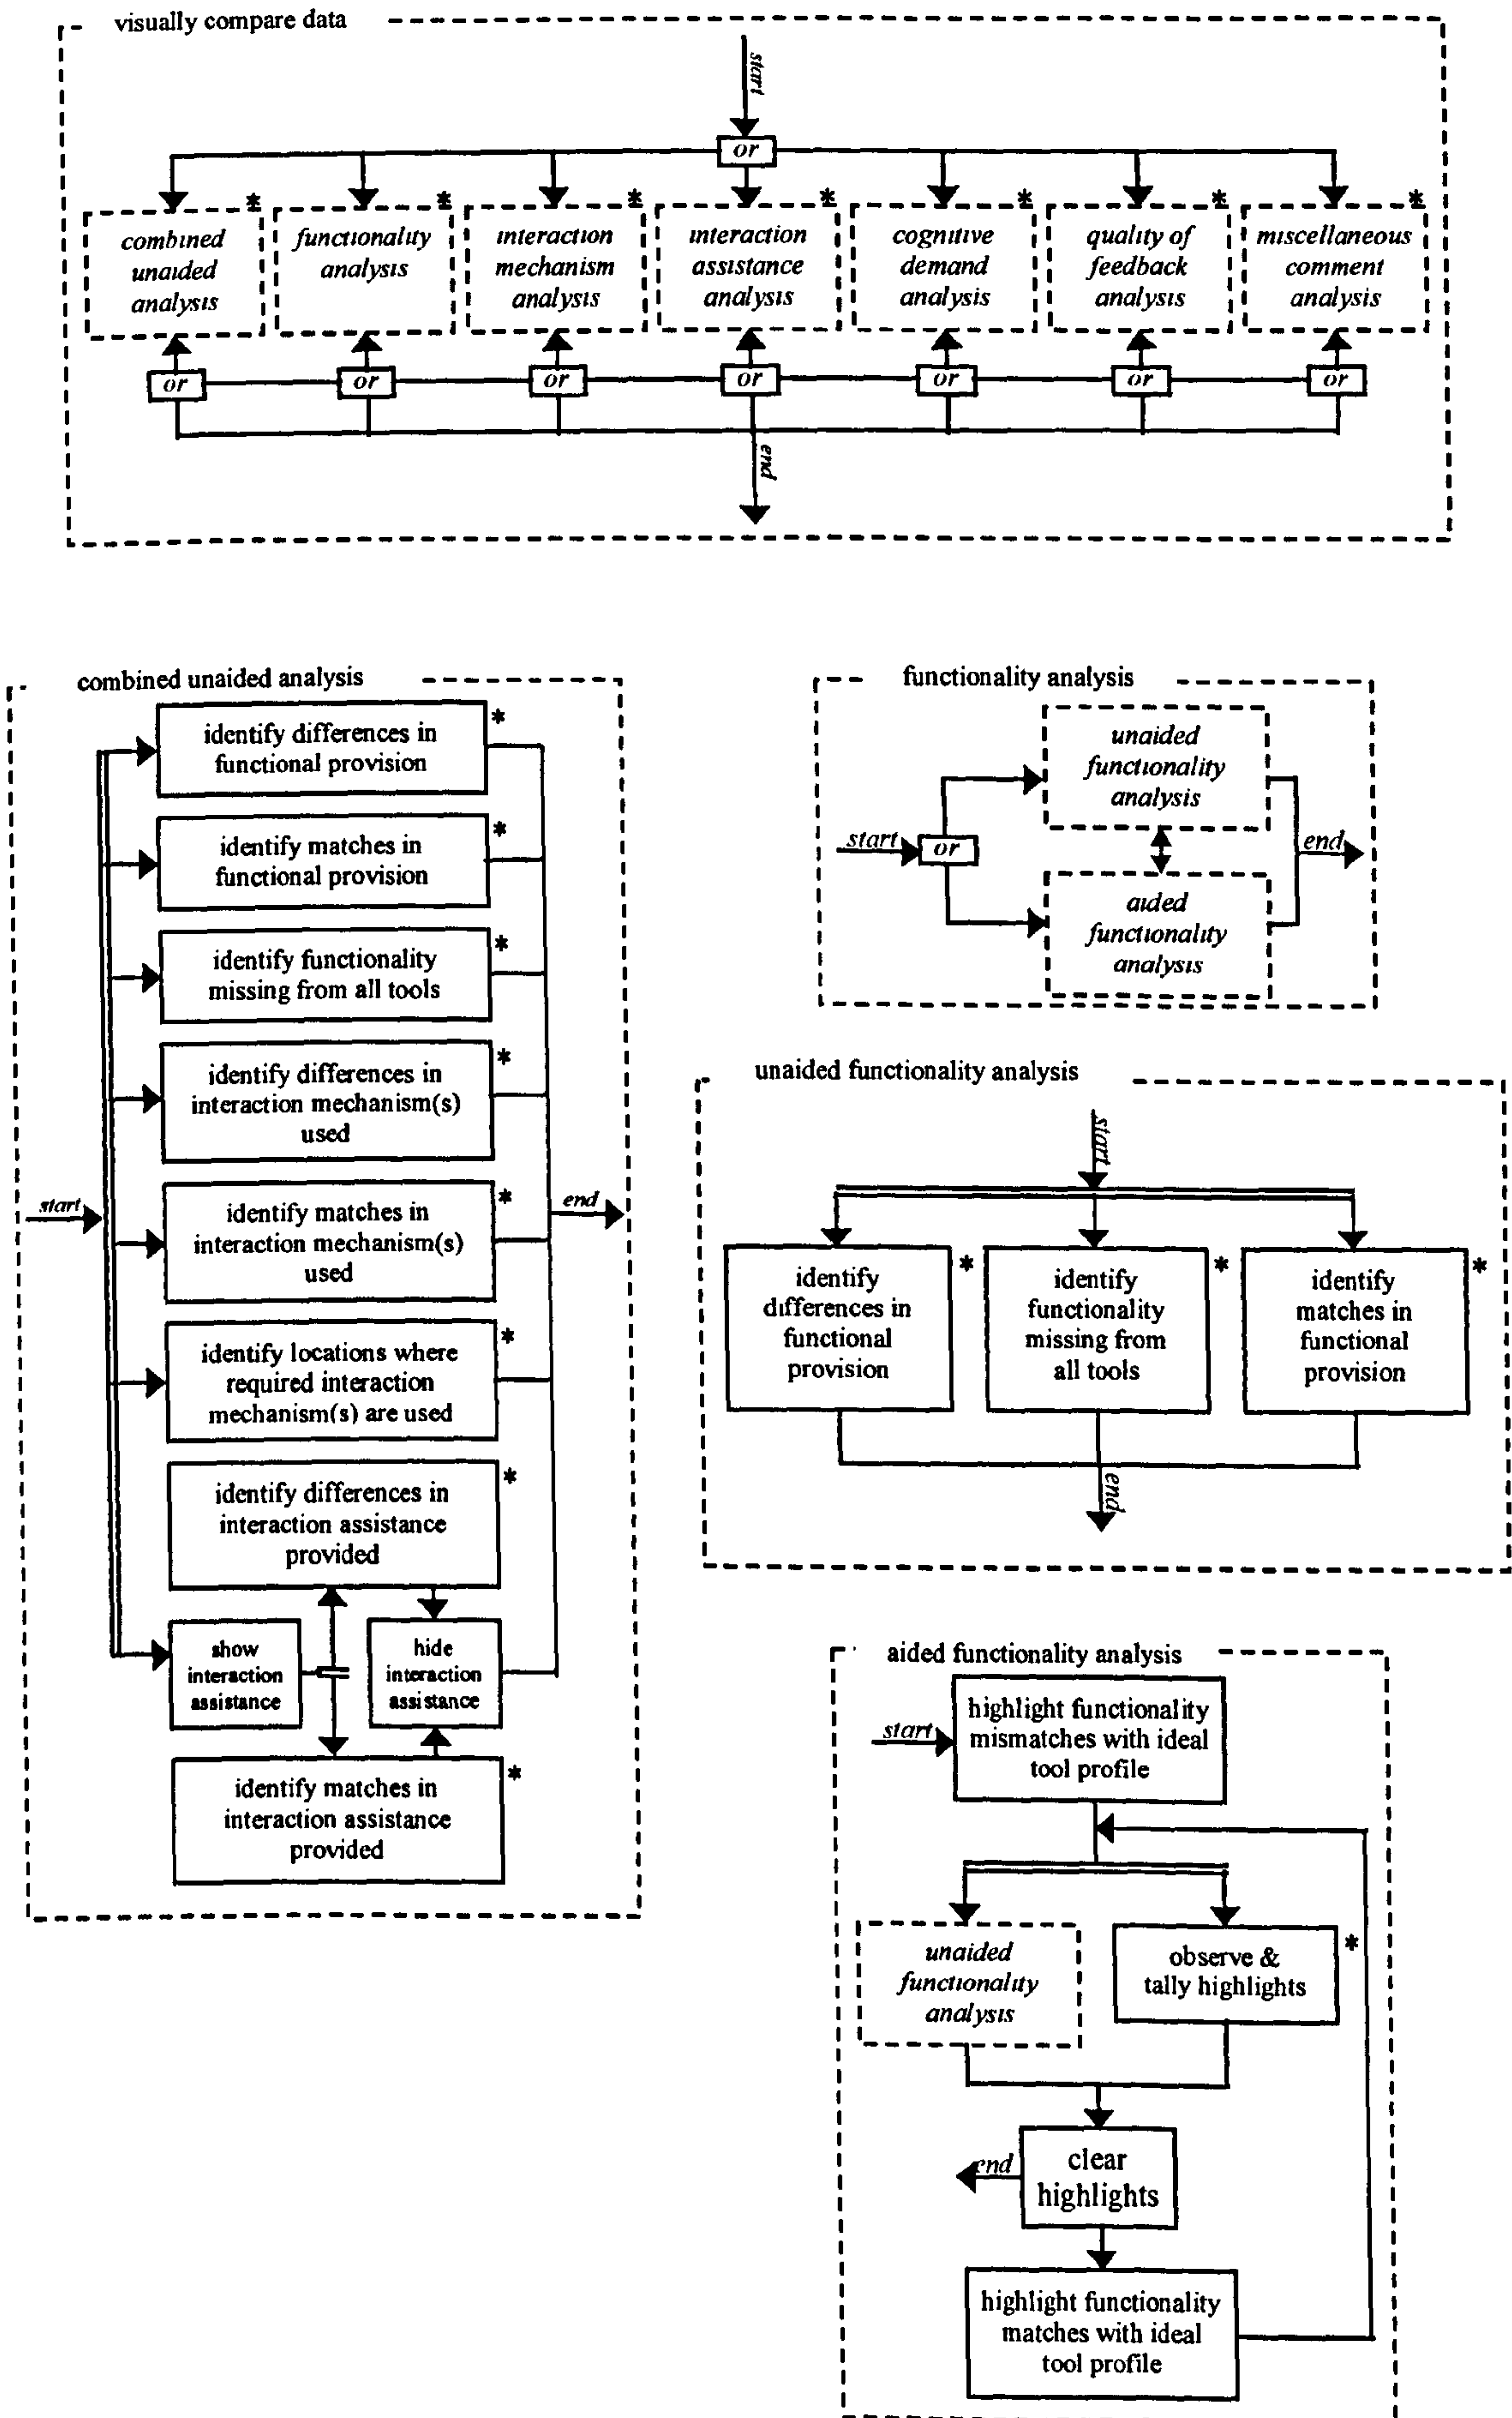 visually compare data
start
or
*
*
*
*
*
*
*
combined
unaided
analysis
functionality
analysis
interaction
mechanism
analysis
interaction
assistance
analysis
cognitive
demand
analysis
quality of
feedback
analysis
miscellaneous
comment
analysis
or
or
or
or
or
or
or
end
combined unaided analysis
start
identify differences in
functional provision
*
identify matches in
functional provision
*
identify functionality
missing from all tools
*
identify differences in
interaction mechanism(s)
used
*
identify matches in
interaction mechanism(s)
used
*
identify locations where
required interaction
mechanism(s) are used
*
identify differences in
interaction assistance
provided
*
show
interaction
assistance
hide
interaction
assistance
identify matches in
interaction assistance
provided
*
end
functionality analysis
start
or
unaided
functionality
analysis
aided
functionality
analysis
end
unaided functionality analysis
start
identify
differences in
functional
provision
*
identify
functionality
missing from
all tools
*
identify
matches in
functional
provision
*
end
aided functionality analysis
start
highlight functionality
mismatches with ideal
tool profile
unaided
functionality
analysis
observe &
tally highlights
*
clear
highlights
end
highlight functionality
matches with ideal
tool profile